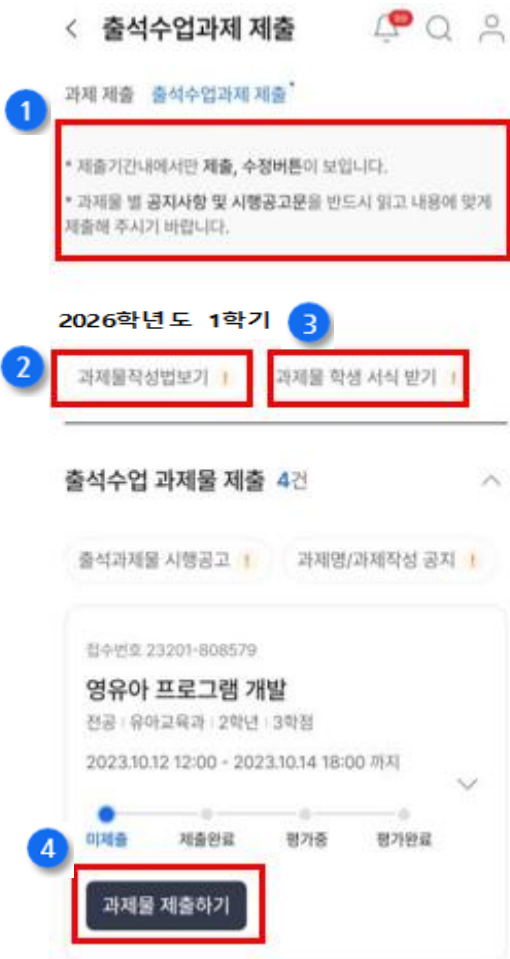 출석수업과제 제출
과제 제출 출석수업과제 제출
1
* 제출기간내에서만 제출, 수정버튼이 보입니다.
* 과제물 별 공지사항 및 시행공고문을 반드시 읽고 내용에 맞게
제출해 주시기 바랍니다.
2026학년도 1학기
3
2
과제물작성법보기 !
과제물 학생 서식 받기 !
출석수업 과제물 제출 4건
출석과제물 시행공고 !
과제명/과제작성 공지 !
접수번호 23201-808579
영유아 프로그램 개발
전공 | 유아교육과 | 2학년 | 3학점
2023.10.12 12:00 - 2023.10.14 18:00 까지
미제출 제출완료 평가중 평가완료
4
과제물 제출하기